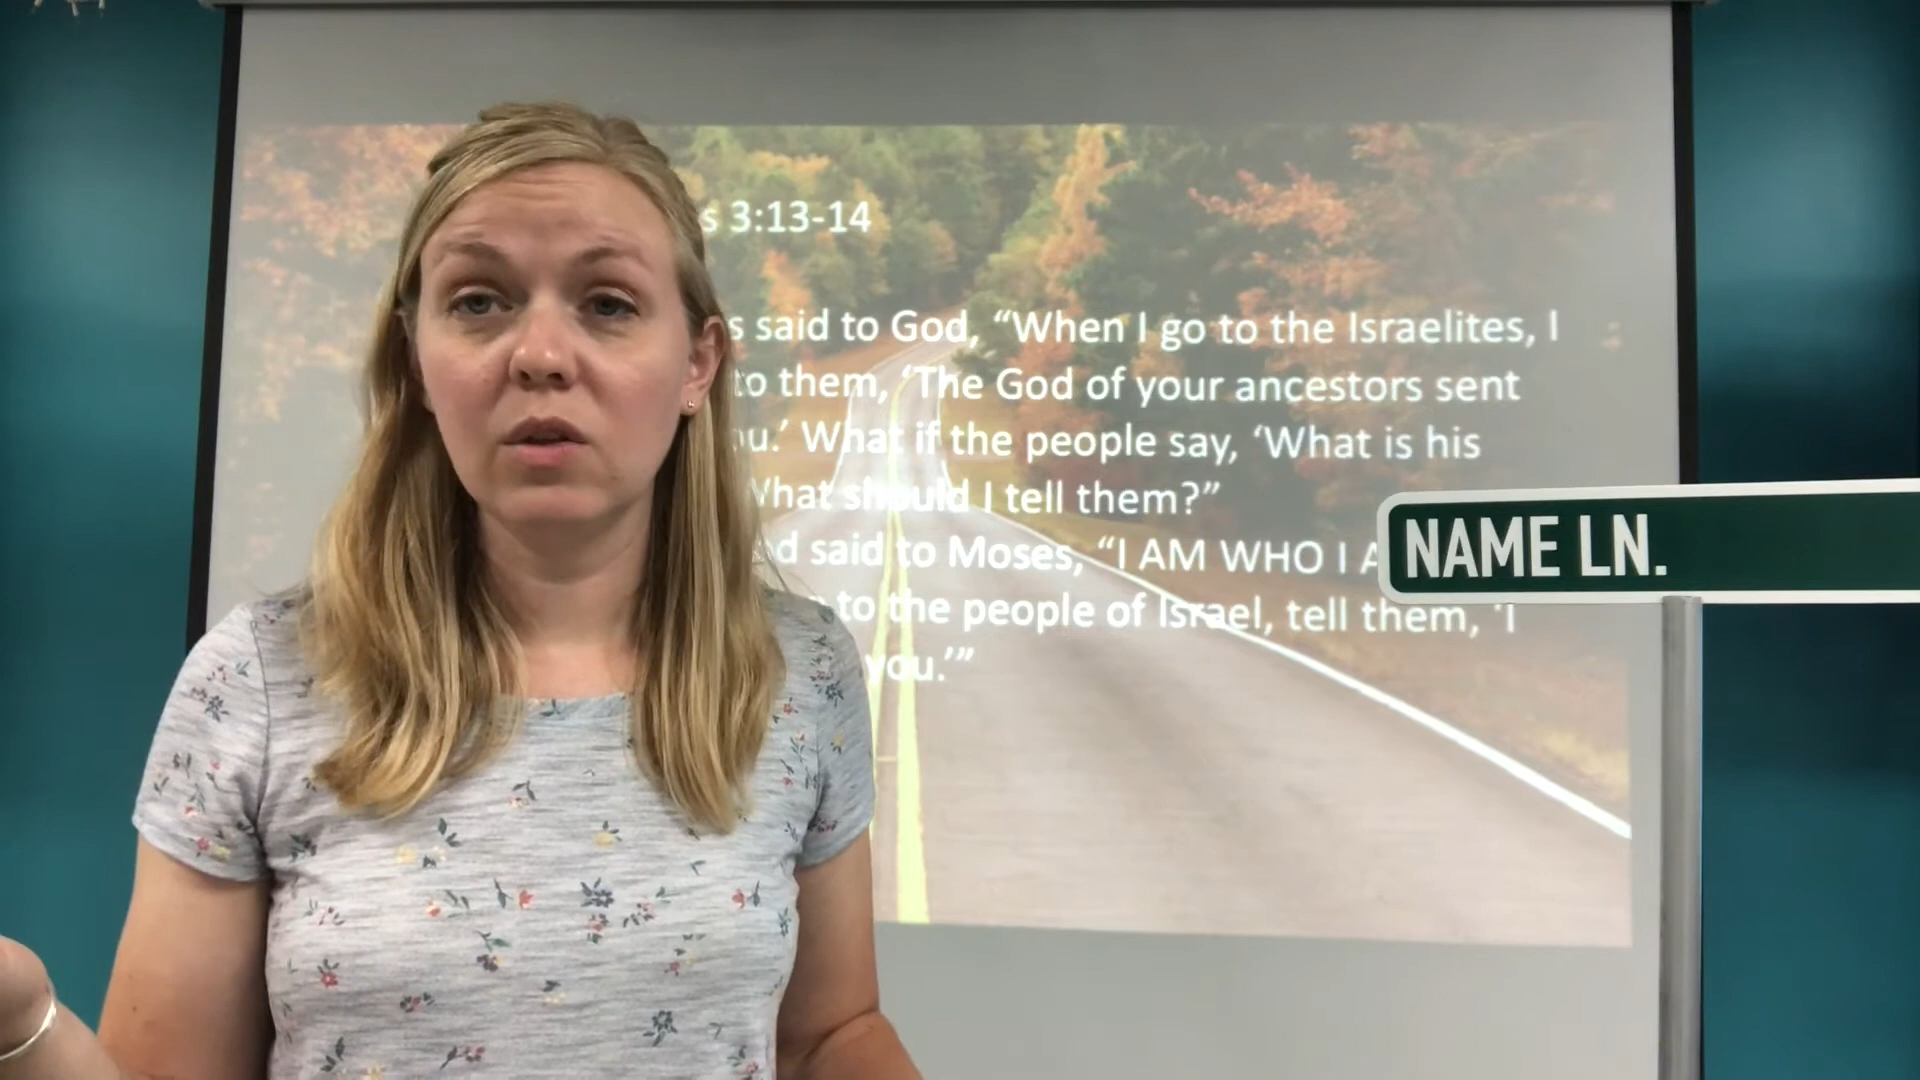 s 3:13-14
s said to God, “When I go to the Israelites, I
to them, ‘The God of your ancestors sent
u.’ What if the people say, ‘What is his
What should I tell them?”
d said to Moses, “I AM WHO I A
to the people of Israel, tell them, ‘I
you.’”
NAME LN.